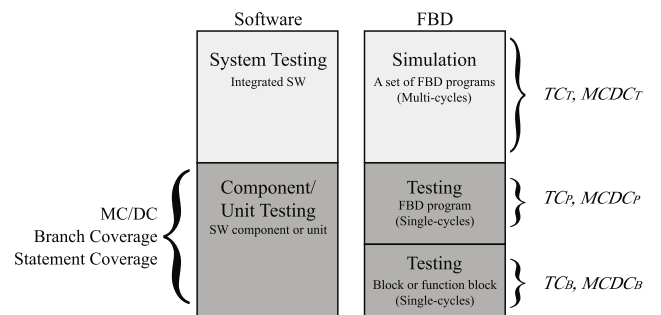 Software
FBD
System Testing
Integrated SW
Simulation
A set of FBD programs
(Multi-cycles)
TCT, MCDCT
Component/
Unit Testing
SW component or unit
MC/DC
Branch Coverage
Statement Coverage
Testing
FBD program
(Single-cycles)
TCP, MCDCP
Testing
Block or function block
(Single-cycles)
TCB, MCDCB